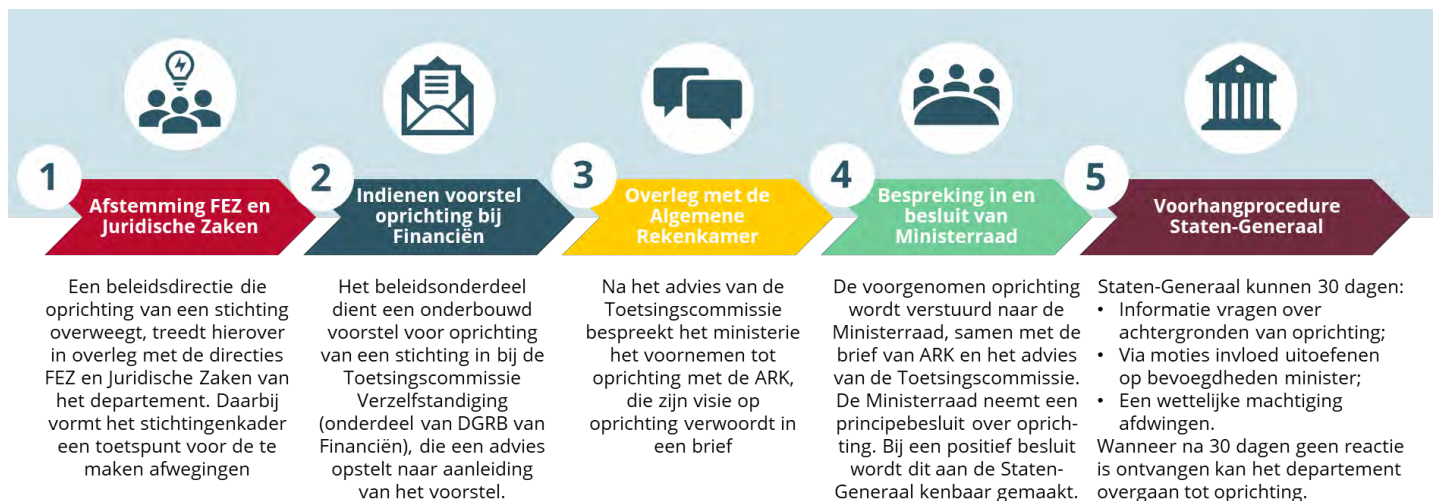 1
Afstemming FEZ en
Juridische Zaken
Een beleidsdirectie die
oprichting van een stichting
overweegt, treedt hierover
in overleg met de directies
FEZ en Juridische Zaken van
het departement. Daarbij
vormt het stichtingenkader
een toetspunt voor de te
maken afwegingen
2
Indienen voorstel
oprichting bij
Financiën
Het beleidsonderdeel
dient een onderbouwd
voorstel voor oprichting
van een stichting in bij de
Toetsingscommissie
Verzelfstandiging
(onderdeel van DGRB van
Financiën), die een advies
opstelt naar aanleiding
van het voorstel.
3
Overleg met de
Algemene
Rekenkamer
Na het advies van de
Toetsingscommissie
bespreekt het ministerie
het voornemen tot
oprichting met de ARK,
die zijn visie op
oprichting verwoordt in
een brief
4
Bespreking in en
besluit van
Ministerraad
De voorgenomen oprichting
wordt verstuurd naar de
Ministerraad, samen met de
brief van ARK en het advies
van de Toetsingscommissie.
De Ministerraad neemt een
principebesluit over oprich-
ting. Bij een positief besluit
wordt dit aan de Staten-
Generaal kenbaar gemaakt.
5
Voorhangprocedure
Staten-Generaal
Staten-Generaal kunnen 30 dagen:
• Informatie vragen over
achtergronden van oprichting;
• Via moties invloed uitoefenen
op bevoegdheden minister;
• Een wettelijke machtiging
afdwingen.
Wanneer na 30 dagen geen reactie
is ontvangen kan het departement
overgaan tot oprichting.